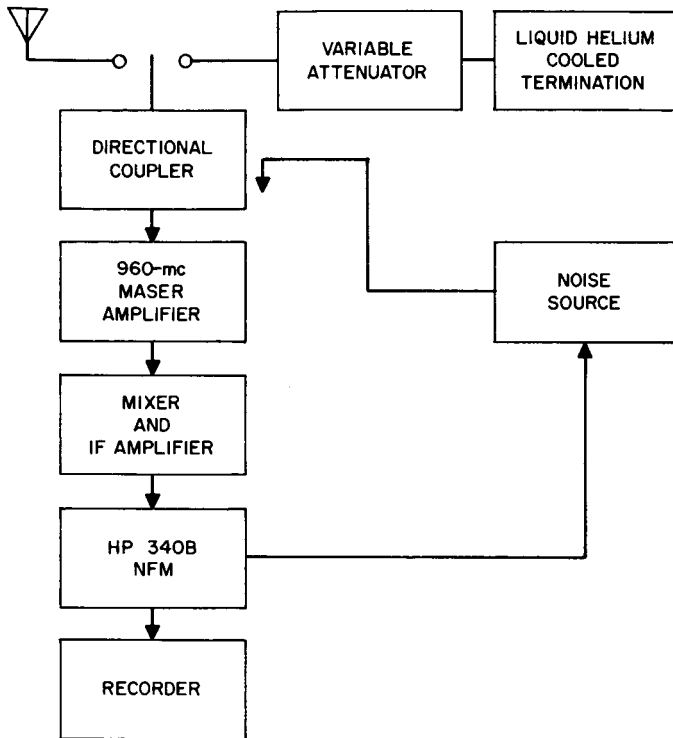 VARIABLE
ATTENUATOR
LIQUID HELIUM
COOLED
TERMINATION
DIRECTIONAL
COUPLER
960-mc
MASER
AMPLIFIER
NOISE
SOURCE
MIXER
AND
IF AMPLIFIER
HP 340B
NFM
RECORDER